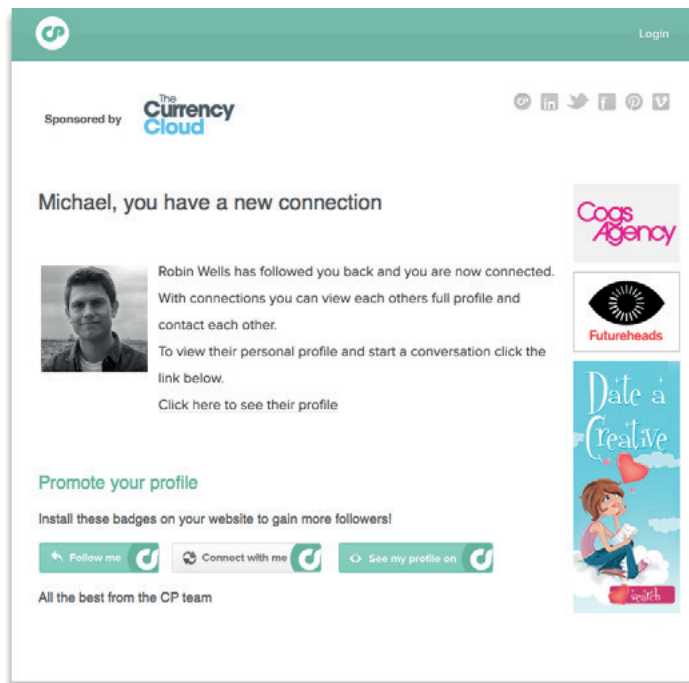 CP
Login
Sponsored by
The
Currency
Cloud
Michael, you have a new connection
Robin Wells has followed you back and you are now connected.
With connections you can view each others full profile and
contact each other.
To view their personal profile and start a conversation click the
link below.
Click here to see their profile
Promote your profile
Install these badges on your website to gain more followers!
Follow me
Connect with me
See my profile on
All the best from the CP team
Cogs
Agency
Futureheads
Date a
Creative
search